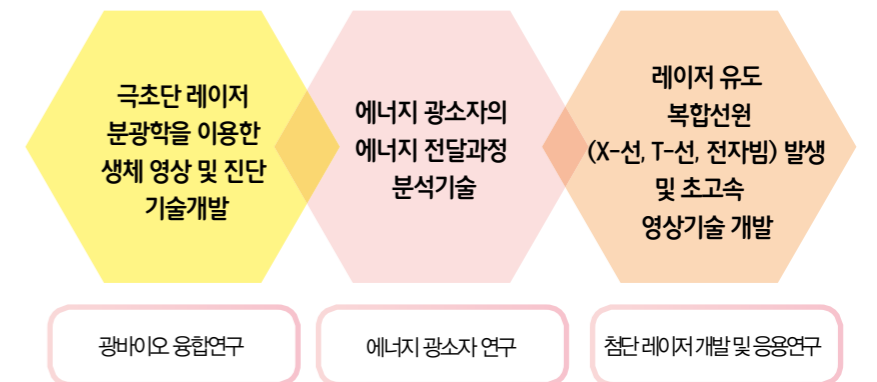 극초단 레이저
분광학을 이용한
생체 영상 및 진단
기술개발
에너지 광소자의
에너지 전달과정
분석기술
레이저 유도
복합선원
(X-선, T-선, 전자빔) 발생
및 초고속
영상기술 개발
광바이오 융합연구
에너지 광소자 연구
첨단 레이저 개발 및 응용연구